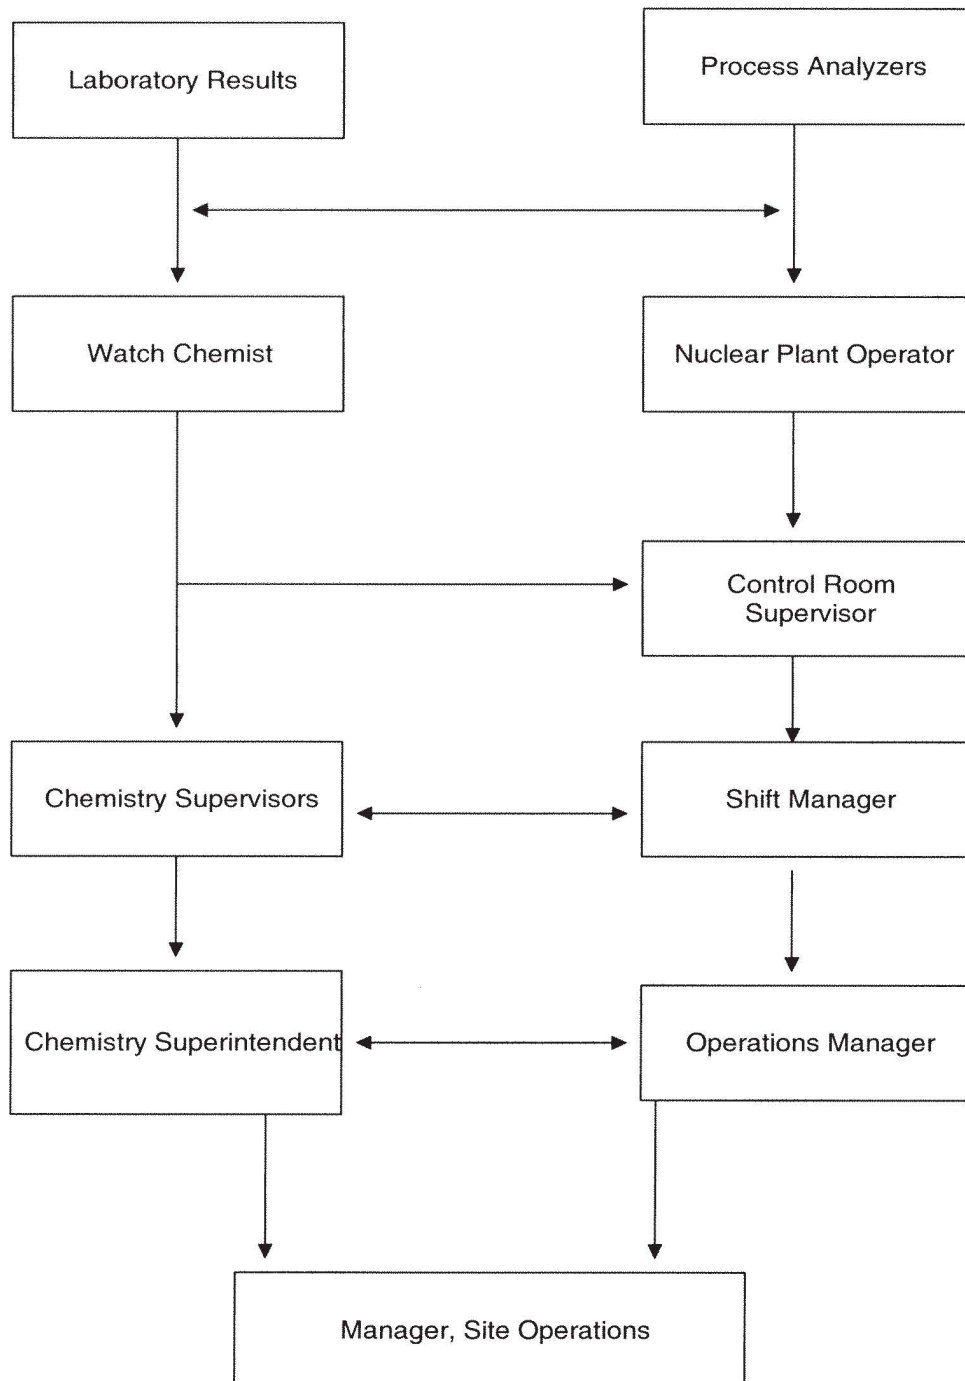 Laboratory Results
Process Analyzers
Watch Chemist
Nuclear Plant Operator
Control Room
Supervisor
Chemistry Supervisors
Shift Manager
Chemistry Superintendent
Operations Manager
Manager, Site Operations